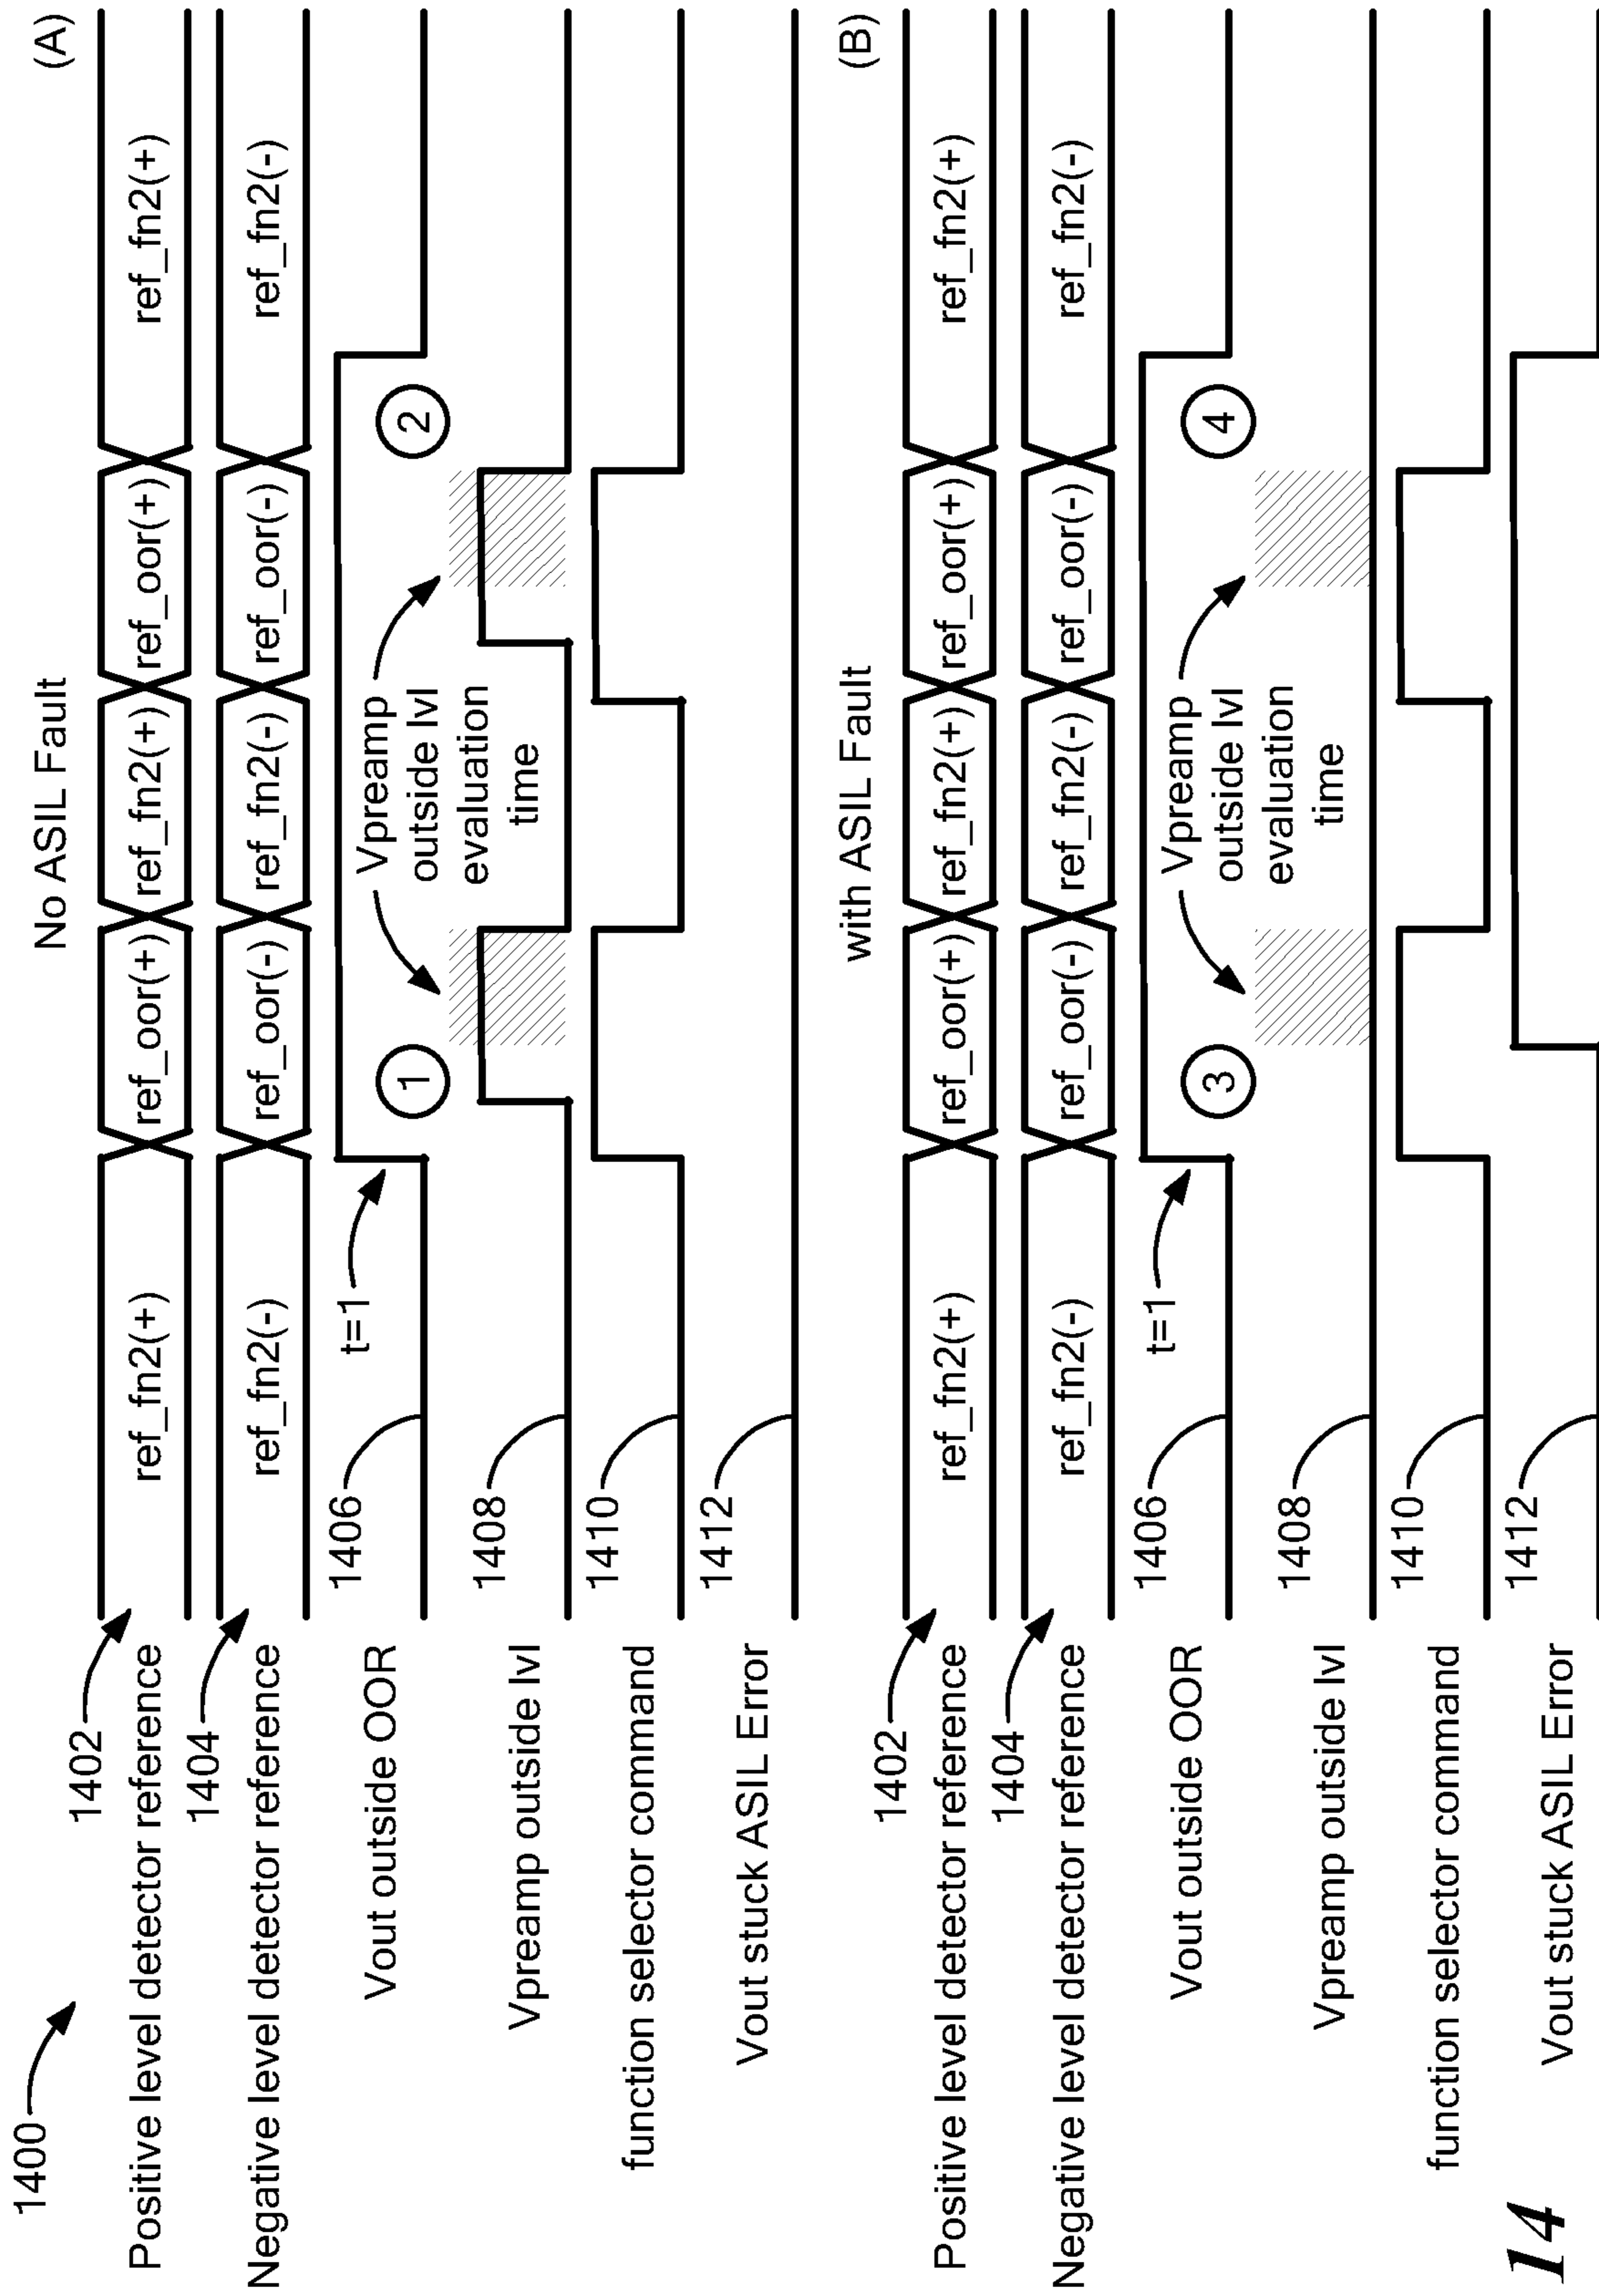 1400
No ASIL Fault
(A)
1402
Positive level detector reference
ref_fn2(+)
ref_oor(+)
ref_fn2(+)
ref_oor(+)
ref_fn2(+)
1404
Negative level detector reference
ref_fn2(-)
ref_oor(-)
ref_fn2(-)
ref_oor(-)
ref_fn2(-)
Vout outside OOR
1406
t=1
1
Vpreamp
outside lvl
evaluation
time
2
Vpreamp outside lvl
1408
function selector command
1410
Vout stuck ASIL Error
1412
with ASIL Fault
(B)
1402
Positive level detector reference
ref_fn2(+)
ref_oor(+)
ref_fn2(+)
ref_oor(+)
ref_fn2(+)
1404
Negative level detector reference
ref_fn2(-)
ref_oor(-)
ref_fn2(-)
ref_oor(-)
ref_fn2(-)
Vout outside OOR
1406
t=1
3
Vpreamp
outside lvl
evaluation
time
4
Vpreamp outside lvl
1408
function selector command
1410
Vout stuck ASIL Error
1412
14